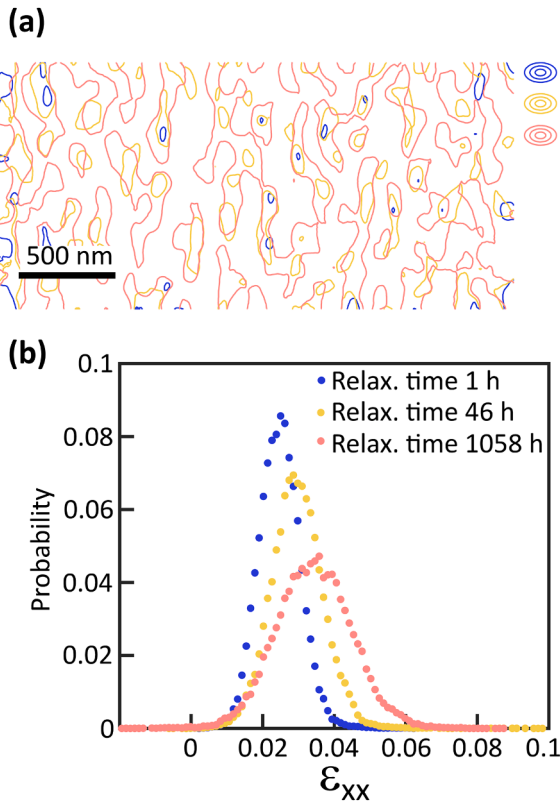 (a)
500 nm
(b)
Relax. time 1 h
Relax. time 46 h
Relax. time 1058 h
Probability
0.1
0.08
0.06
0.04
0.02
0
0 0.02 0.04 0.06 0.08 0.1
εxx